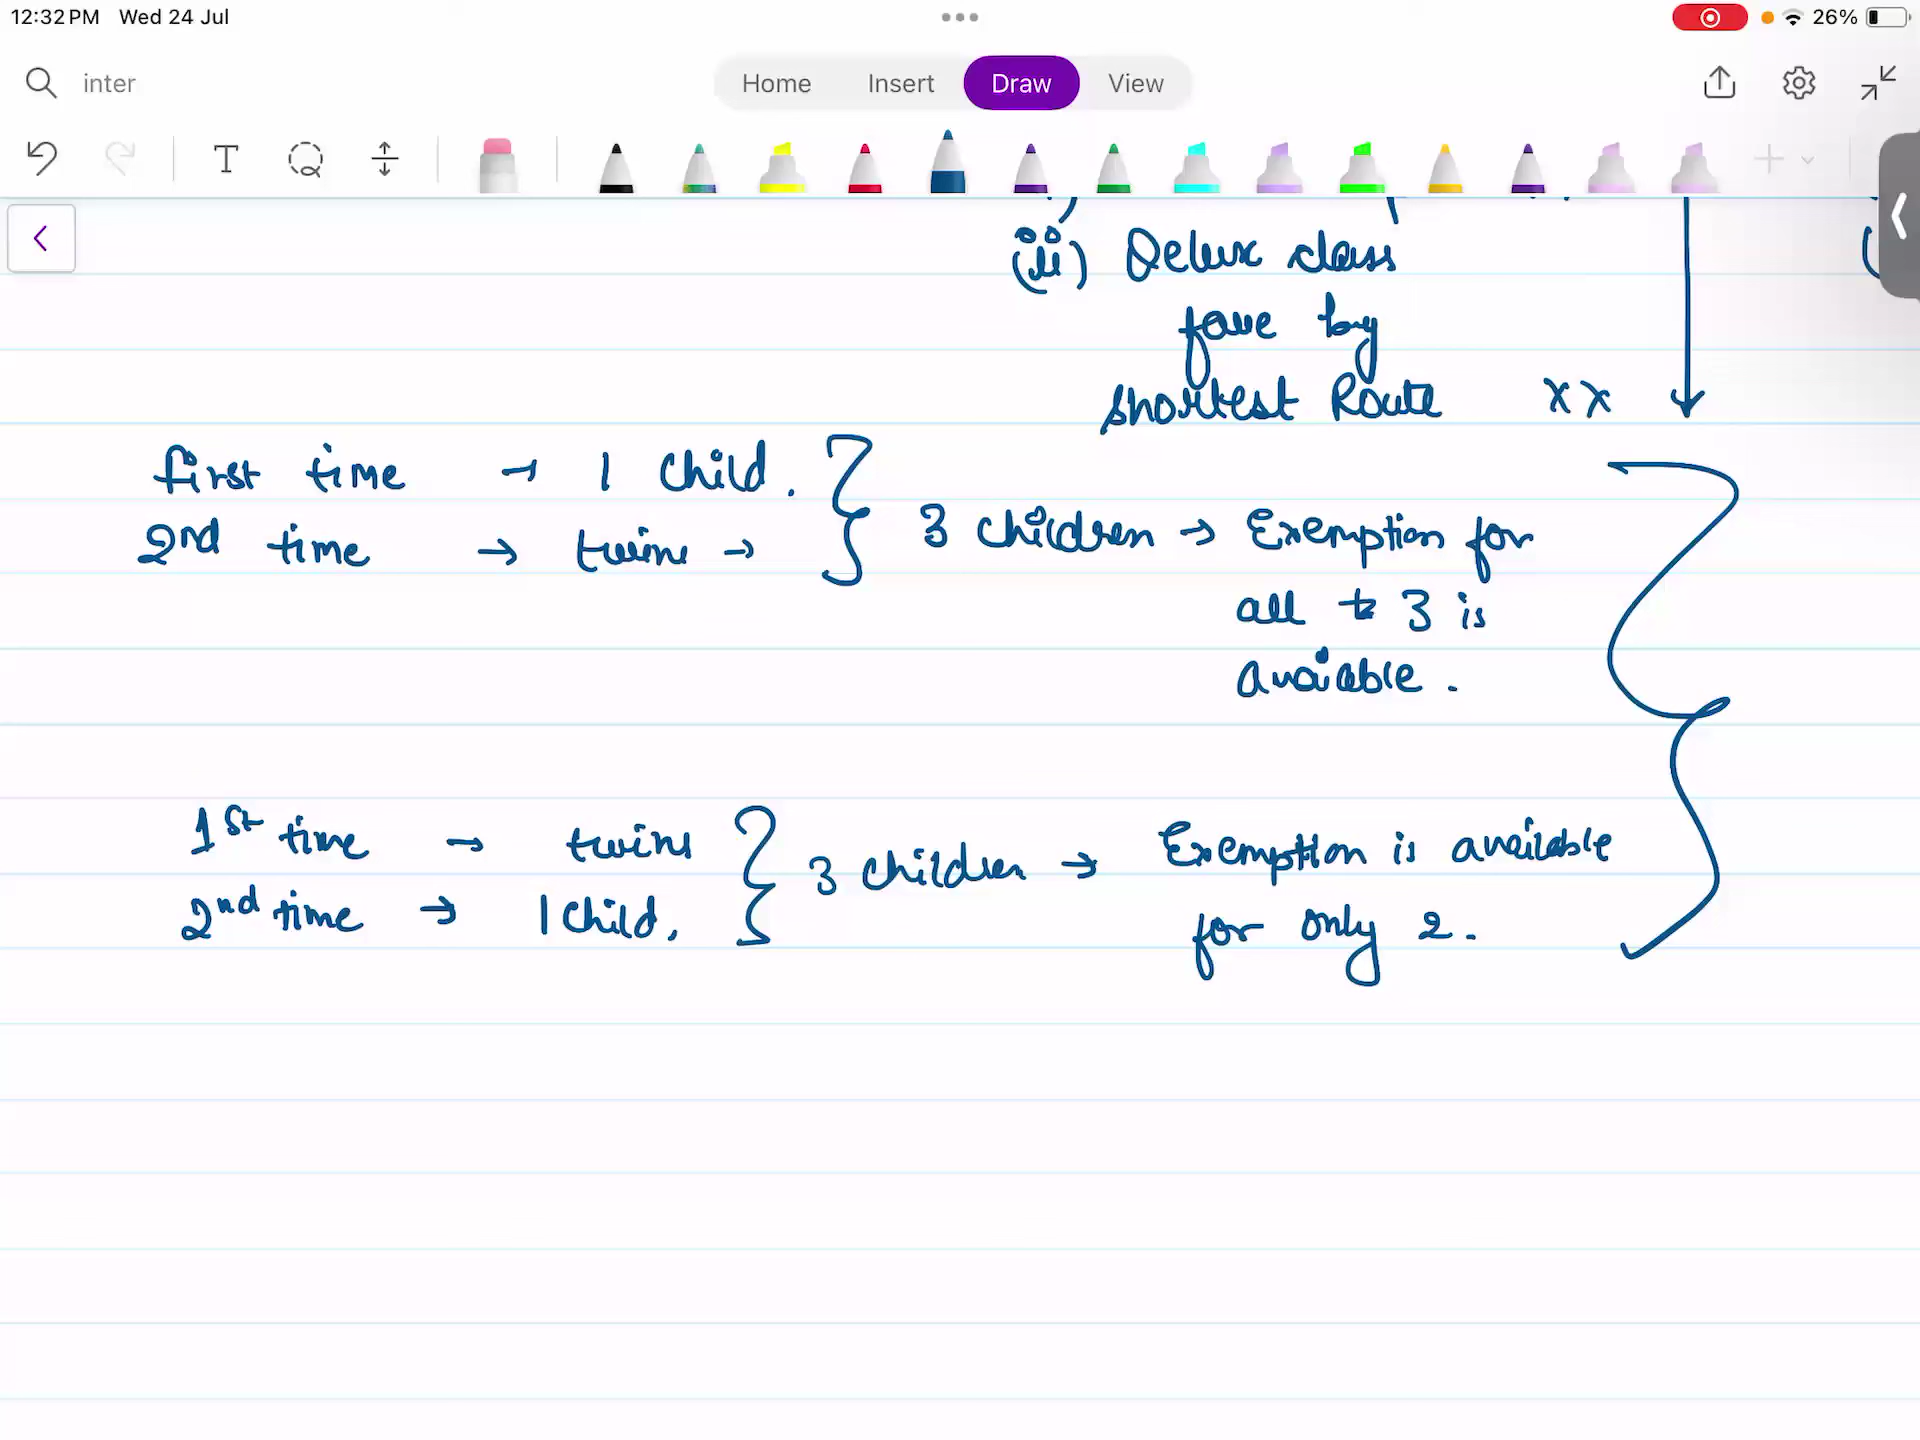 12:32 PM Wed 24 Jul
26%
inter
Home Insert Draw View
T
(ii) Delux class
fare by
shortest Route xx
first time → 1 Child.
2nd time → twins →
3 children → Exemption for
all 3 is
avaiable.
1st time → twins
2nd time → 1 Child,
3 children → Exemption is available
for only 2.